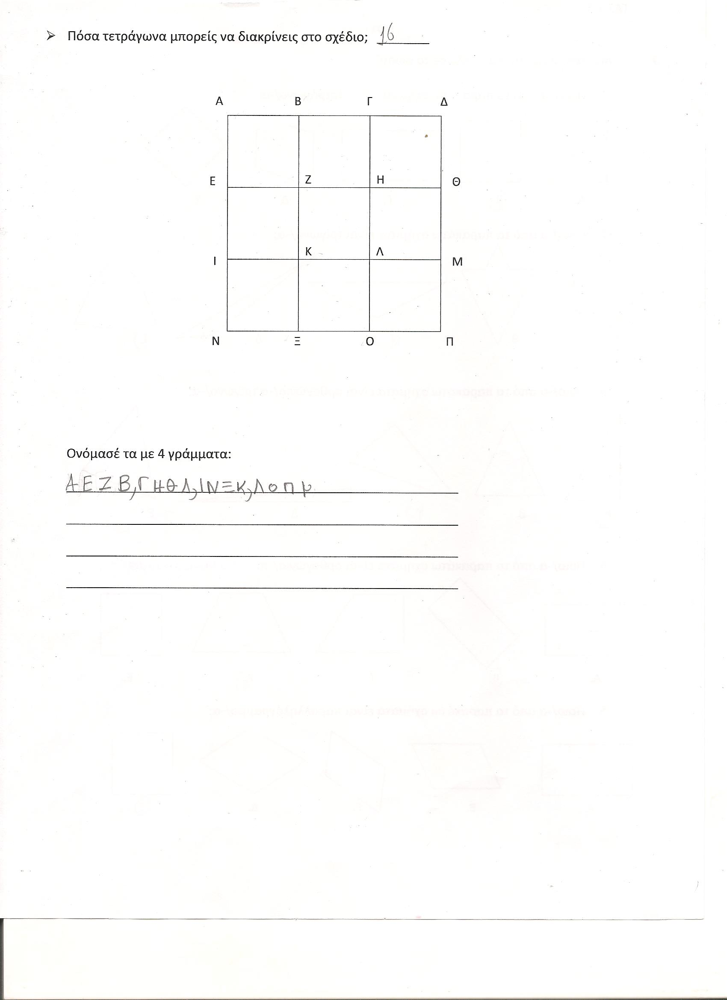 ➢ Πόσα τετράγωνα μπορείς να διακρίνεις στο σχέδιο; 16
Α Β Γ Δ
Ε Ζ Η Θ
Ι Κ Λ Μ
Ν Ξ Ο Π
Ονόμασέ τα με 4 γράμματα:
ΑΕΖΒ, ΓΗΘΔ, ΙΝΞΚ, ΛΟΠΜ